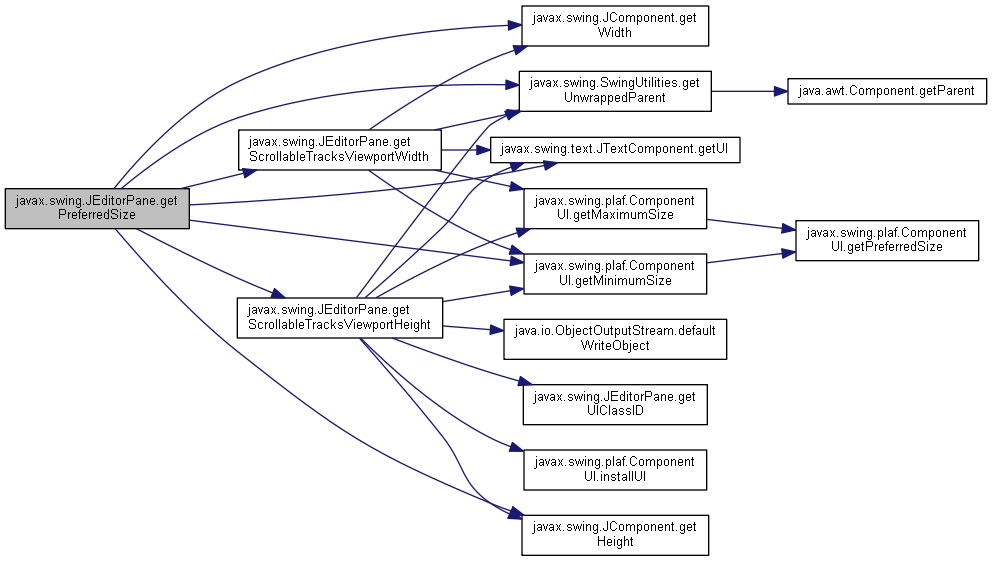 javax.swing.JComponent.get
Width
javax.swing.SwingUtilities.get
UnwrappedParent
java.awt.Component.getParent
javax.swing.JEditorPane.get
ScrollableTracksViewportWidth
javax.swing.text.JTextComponent.getUI
javax.swing.JEditorPane.get
PreferredSize
javax.swing.plaf.Component
UI.getMaximumSize
javax.swing.plaf.Component
UI.getPreferredSize
javax.swing.plaf.Component
UI.getMinimumSize
javax.swing.JEditorPane.get
ScrollableTracksViewportHeight
java.io.ObjectOutputStream.default
WriteObject
javax.swing.JEditorPane.get
UIClassID
javax.swing.plaf.Component
UI.installUI
javax.swing.JComponent.get
Height